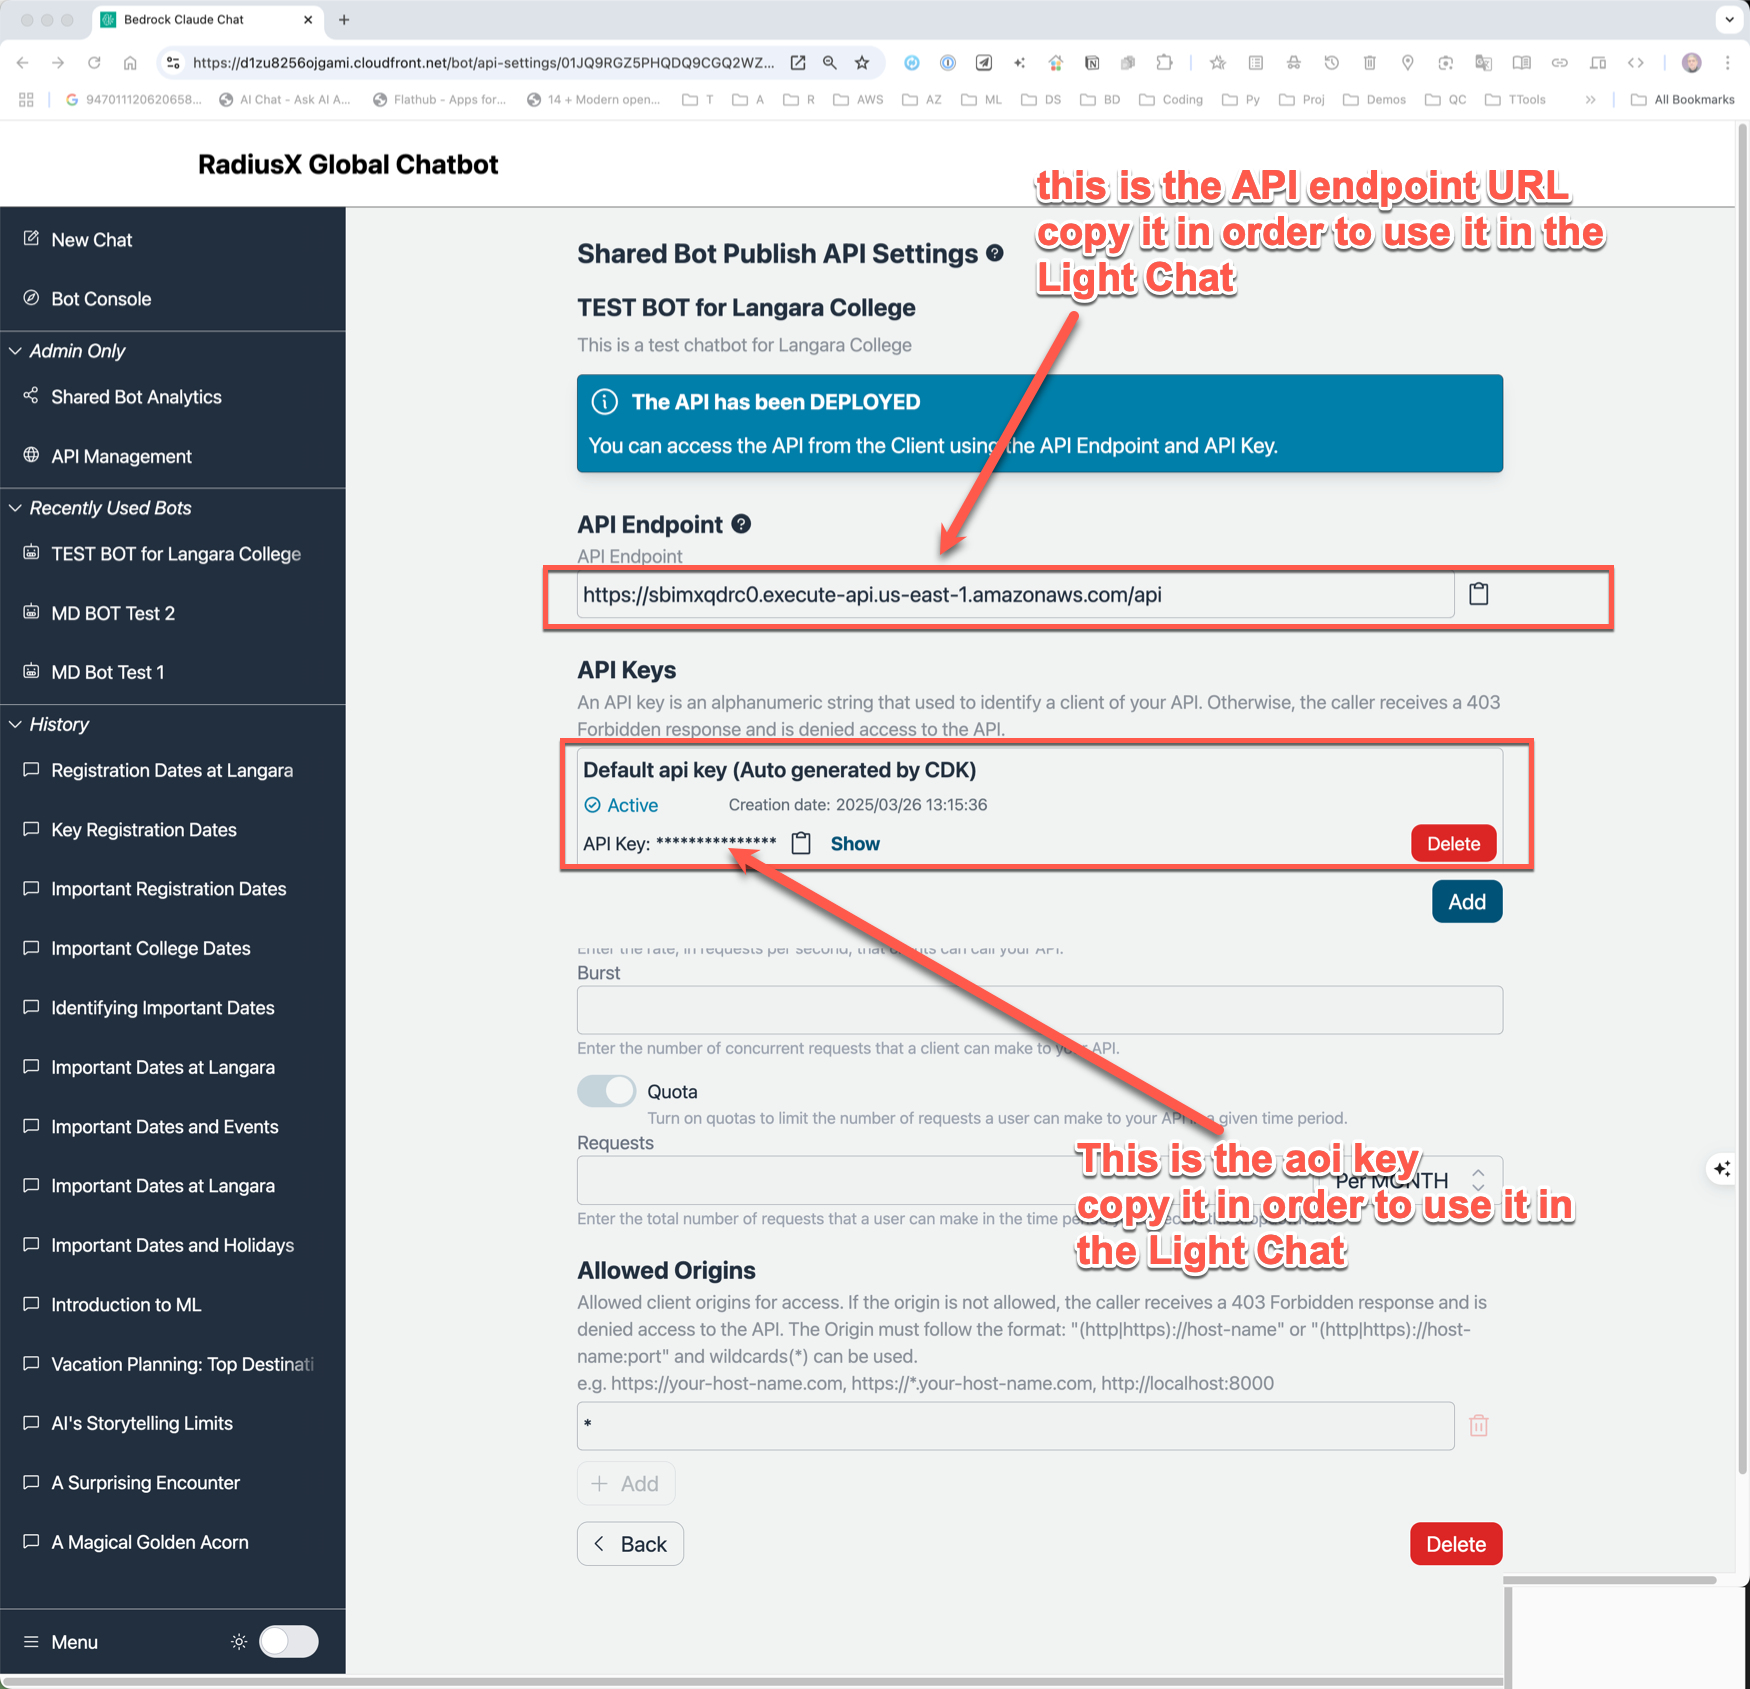 Bedrock Claude Chat
https://d1zu8256ojgami.cloudfront.net/bot/api-settings/01JQ9RGZ5PHQDQ9CGQ2WZ...
947011120620658...
AI Chat - Ask AI A...
Flathub - Apps for...
14 + Modern open...
T
A
R
AWS
AZ
ML
DS
BD
Coding
Py
Proj
Demos
QC
TTools
All Bookmarks
RadiusX Global Chatbot
New Chat
Bot Console
Admin Only
Shared Bot Analytics
API Management
Recently Used Bots
TEST BOT for Langara College
MD BOT Test 2
MD Bot Test 1
History
Registration Dates at Langara
Key Registration Dates
Important Registration Dates
Important College Dates
Identifying Important Dates
Important Dates at Langara
Important Dates and Events
Important Dates at Langara
Important Dates and Holidays
Introduction to ML
Vacation Planning: Top Destinati
AI's Storytelling Limits
A Surprising Encounter
A Magical Golden Acorn
Menu
this is the API endpoint URL
copy it in order to use it in the
Light Chat
Shared Bot Publish API Settings
TEST BOT for Langara College
This is a test chatbot for Langara College
The API has been DEPLOYED
You can access the API from the Client using the API Endpoint and API Key.
API Endpoint
API Endpoint
https://sbimxqdrc0.execute-api.us-east-1.amazonaws.com/api
API Keys
An API key is an alphanumeric string that used to identify a client of your API. Otherwise, the caller receives a 403
Forbidden response and is denied access to the API.
Default api key (Auto generated by CDK)
Active
Creation date: 2025/03/26 13:15:36
API Key: ***************
Show
Delete
Add
Enter the rate, in requests per second, that clients can call your API.
Burst
Enter the number of concurrent requests that a client can make to your API.
Quota
Turn on quotas to limit the number of requests a user can make to your API in a given time period.
Requests
Per MONTH
Enter the total number of requests that a user can make in the time
This is the aoi key
copy it in order to use it in
the Light Chat
Allowed Origins
Allowed client origins for access. If the origin is not allowed, the caller receives a 403 Forbidden response and is
denied access to the API. The Origin must follow the format: "(http|https)://host-name" or "(http|https)://host-
name:port" and wildcards(*) can be used.
e.g. https://your-host-name.com, https://*.your-host-name.com, http://localhost:8000
*
Add
Back
Delete